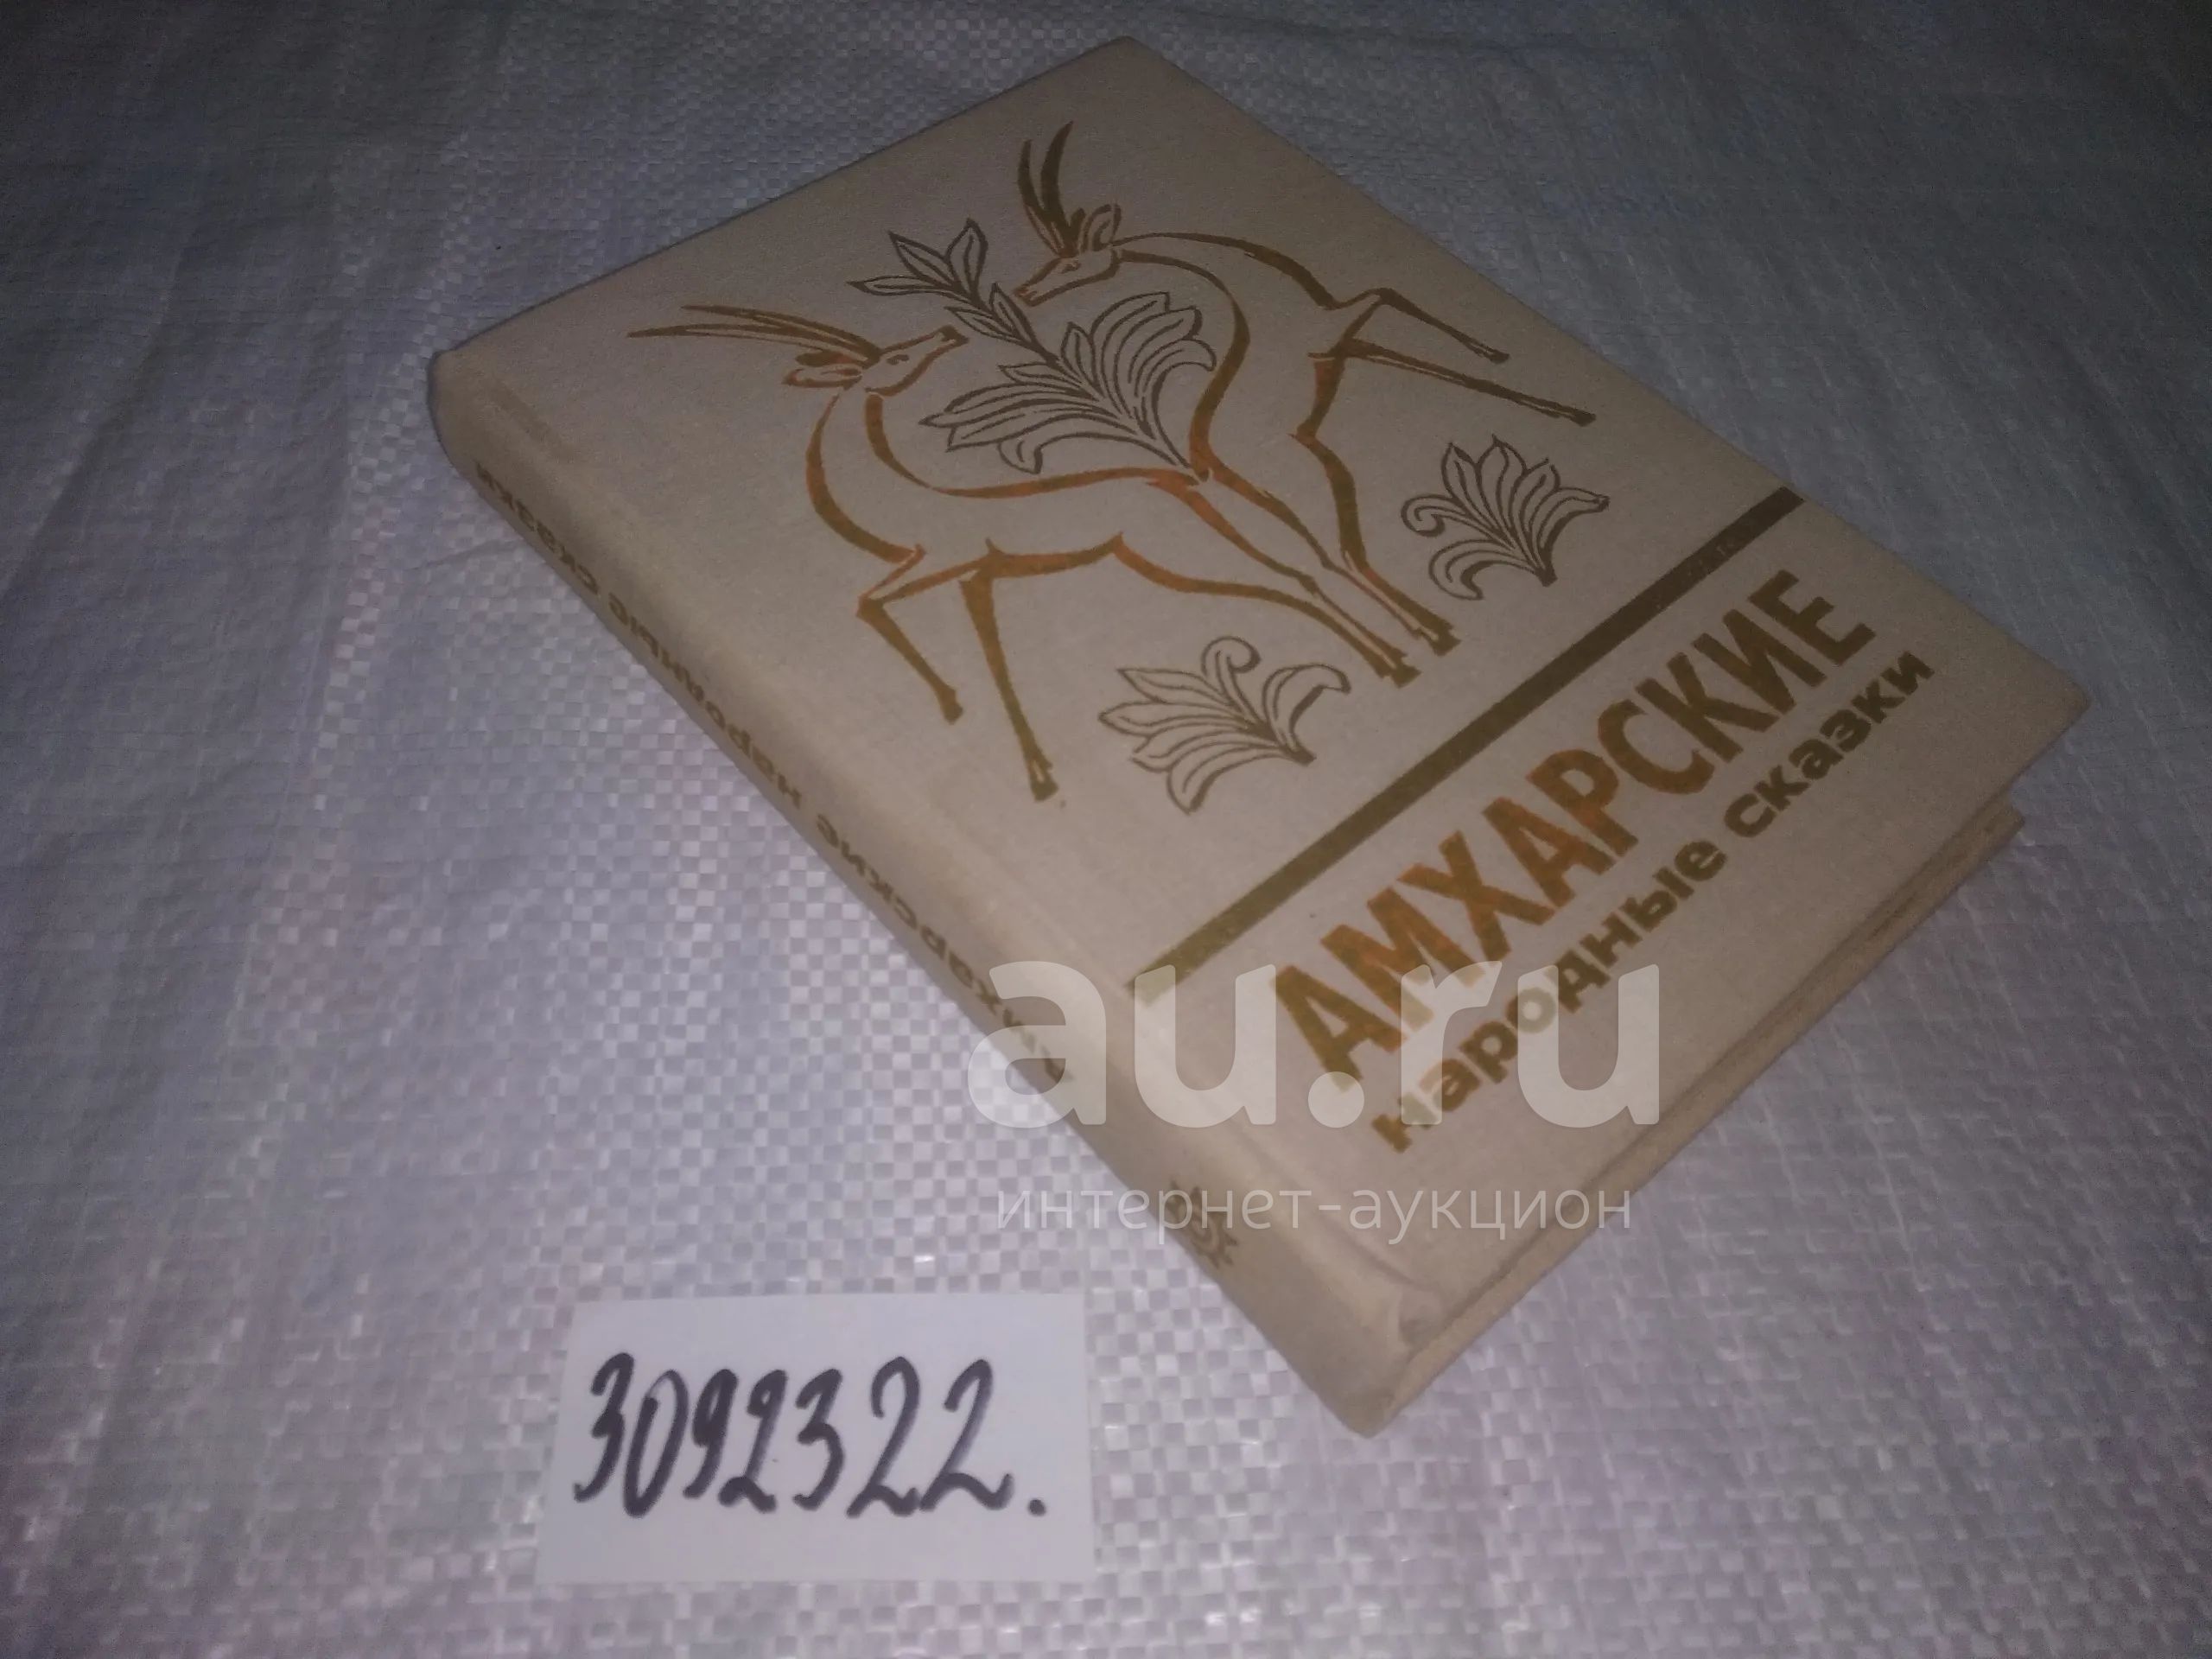 АМХАРСКИЕ
народные сказки
амхарские народные сказки
au.ru
интернет-аукцион
3092322.